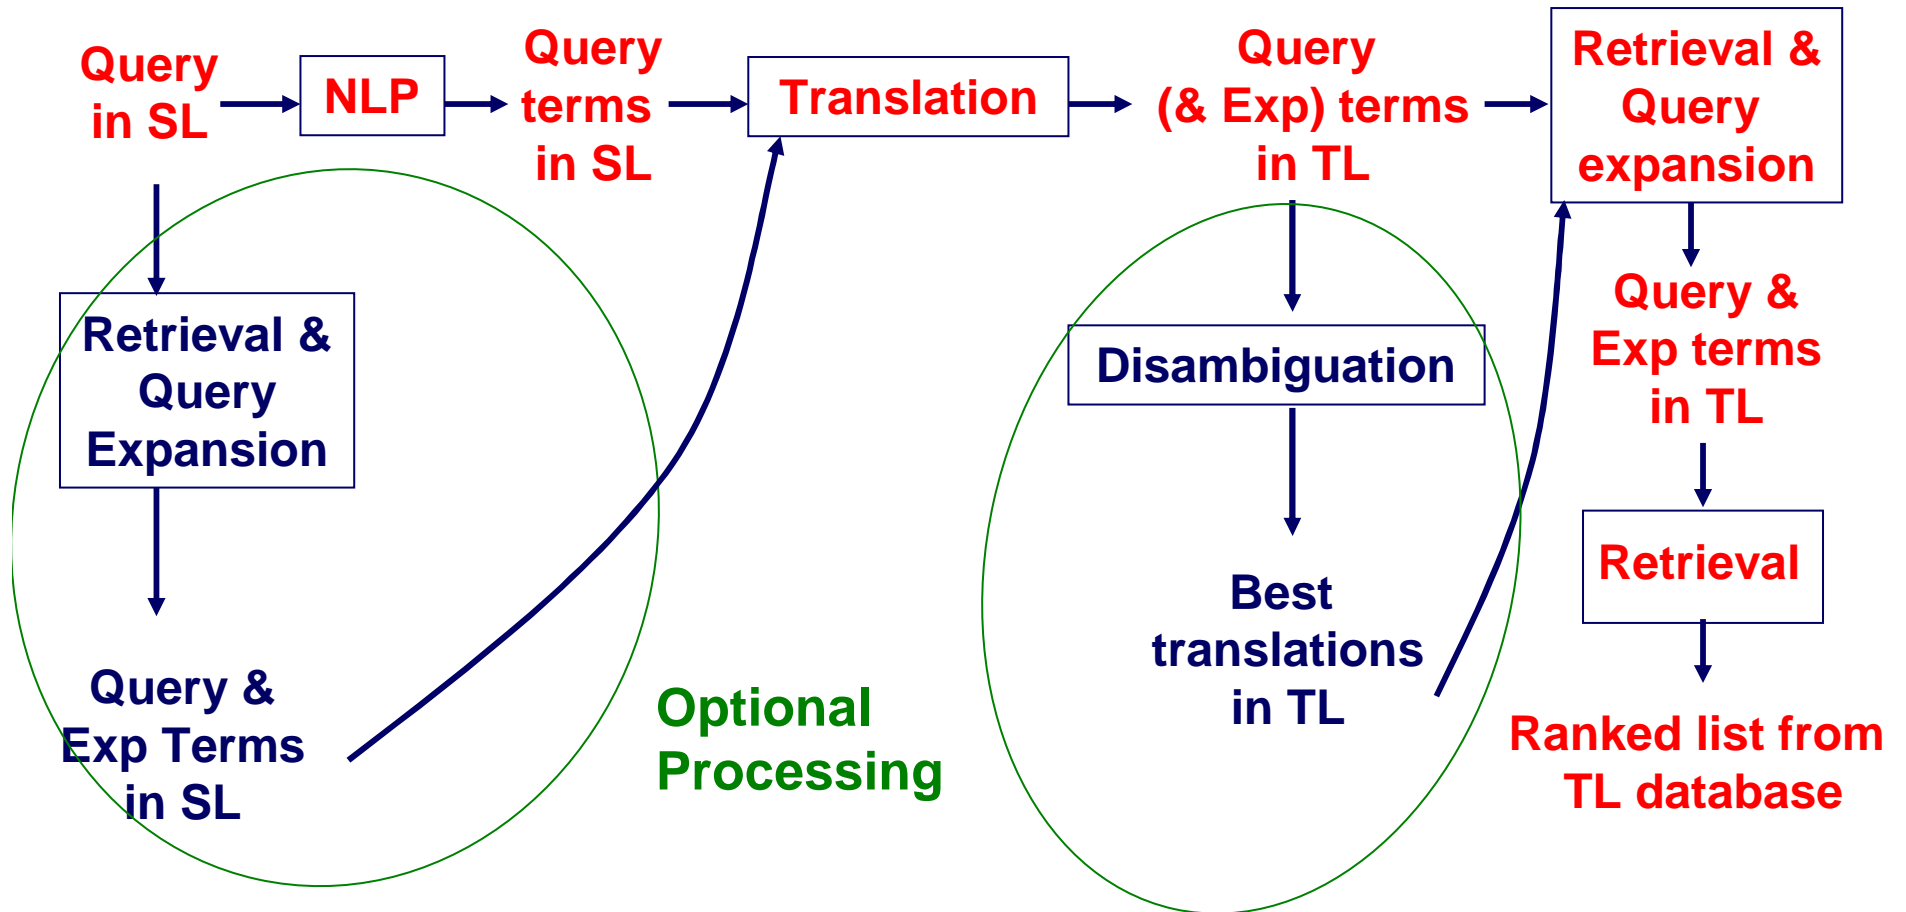 Query
in SL
NLP
Query
terms
in SL
Translation
Query
(& Exp) terms
in TL
Retrieval &
Query
expansion
Retrieval &
Query
Expansion
Query &
Exp Terms
in SL
Optional
Processing
Disambiguation
Best
translations
in TL
Query &
Exp terms
in TL
Retrieval
Ranked list from
TL database